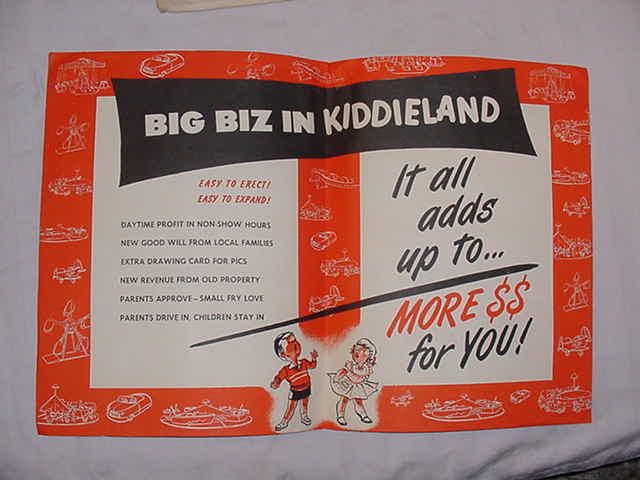 BIG BIZ IN KIDDIELAND
EASY TO ERECT!
EASY TO EXPAND!
DAYTIME PROFIT IN NON-SHOW HOURS
NEW GOOD WILL FROM LOCAL FAMILIES
EXTRA DRAWING CARD FOR PICS
NEW REVENUE FROM OLD PROPERTY
PARENTS APPROVE – SMALL FRY LOVE
PARENTS DRIVE IN, CHILDREN STAY IN
It all
adds
up to...
MORE $$
for YOU!